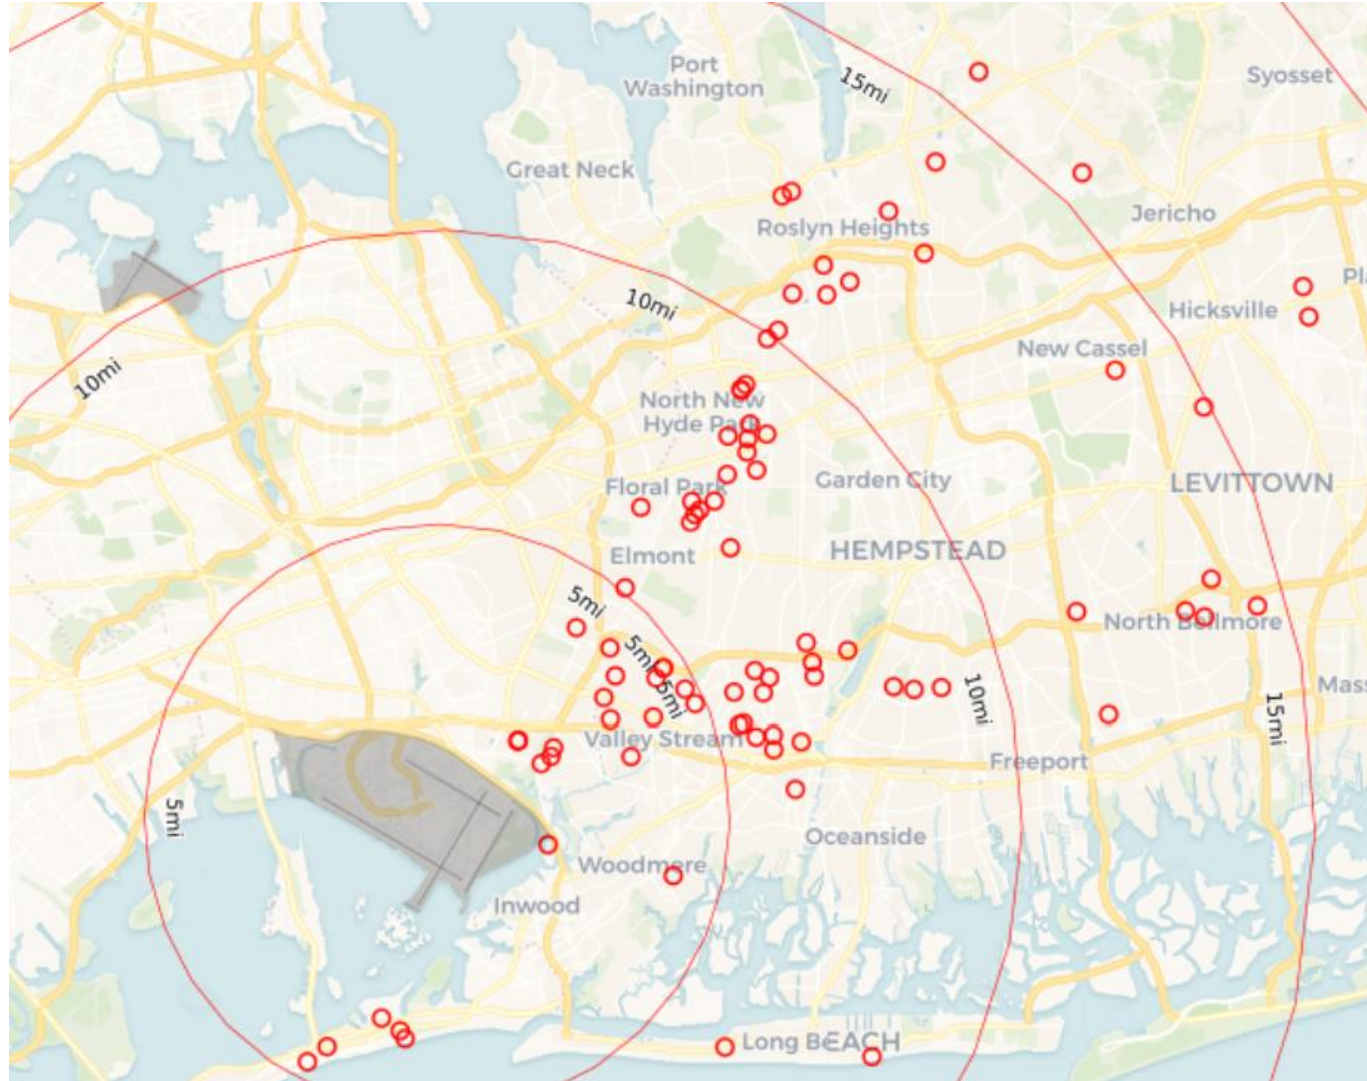 Port
Washington
15mi
Syosset
Great Neck
Jericho
Roslyn Heights
Pl
10mi
Hicksville
New Cassel
10mi
North New
Hyde Park
Garden City
LEVITTOWN
Floral Park
HEMPSTEAD
Elmont
5mi
North Bellmore
5mi
Mass
5mi
10mi
15mi
Valley Stream
Freeport
5mi
Oceanside
Woodmere
Inwood
Long BEACH